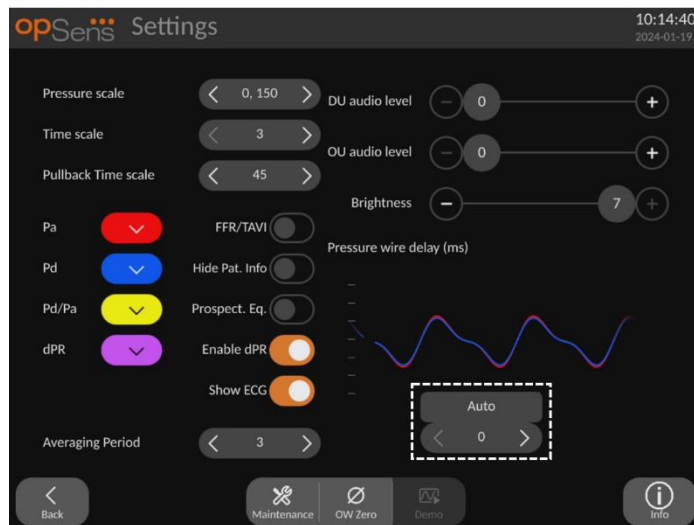 opSens Settings
10:14:40
2024-01-19
Pressure scale
0, 150
Time scale
3
Pullback Time scale
45
DU audio level
0
OU audio level
0
Brightness
7
Pa
Pd
Pd/Pa
dPR
FFR/TAVI
Hide Pat. Info
Prospect. Eq.
Enable dPR
Show ECG
Averaging Period
3
Pressure wire delay (ms)
Auto
0
Back
Maintenance
OW Zero
Demo
Info